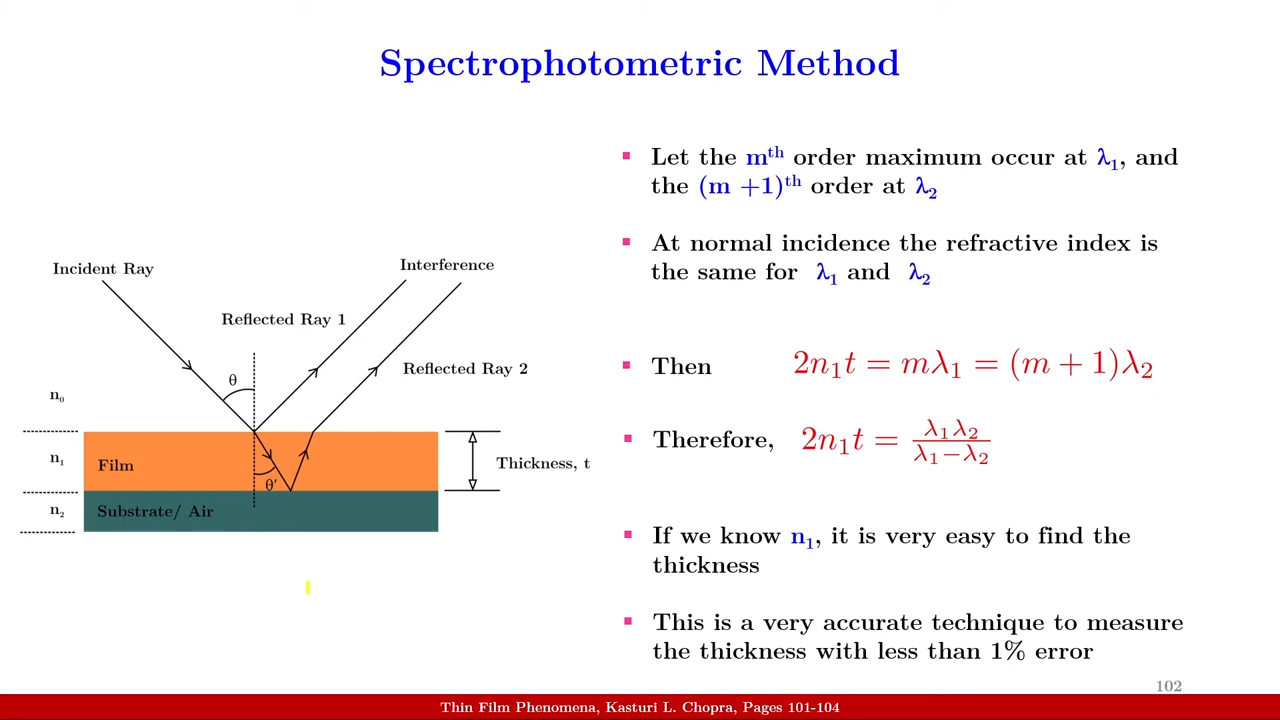 Spectrophotometric Method
Let the mᵗʰ order maximum occur at λ₁, and
the (m +1)ᵗʰ order at λ₂
At normal incidence the refractive index is
the same for λ₁ and λ₂
Then 2n₁t = mλ₁ = (m + 1)λ₂
Therefore, 2n₁t = λ₁λ₂ / λ₁−λ₂
If we know n₁, it is very easy to find the
thickness
This is a very accurate technique to measure
the thickness with less than 1% error
Incident Ray
Interference
Reflected Ray 1
Reflected Ray 2
θ
n₀
n₁
Film
θ′
Thickness, t
n₂
Substrate/ Air
102
Thin Film Phenomena, Kasturi L. Chopra, Pages 101-104